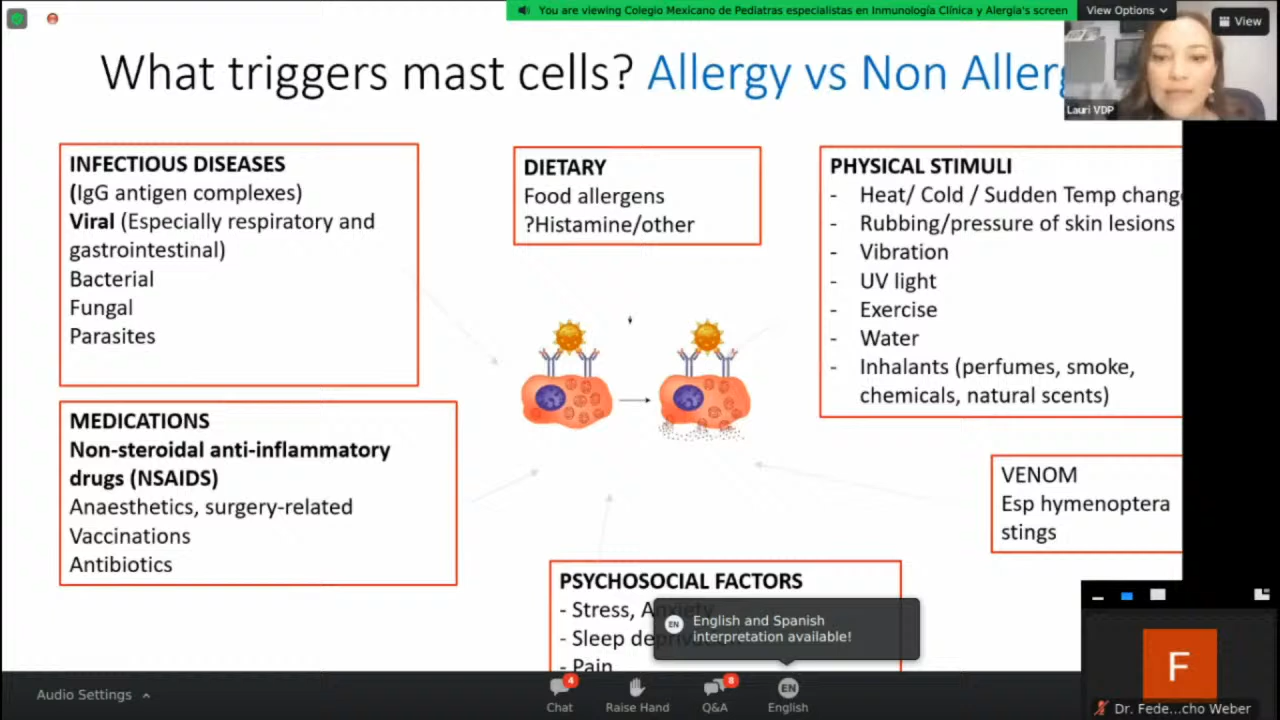 You are viewing Colegio Mexicano de Pediatras especialistas en Inmunología Clínica y Alergia's screen
View Options
View
What triggers mast cells? Allergy vs Non Allerg
Lauri VDP
INFECTIOUS DISEASES
(IgG antigen complexes)
Viral (Especially respiratory and
gastrointestinal)
Bacterial
Fungal
Parasites
DIETARY
Food allergens
?Histamine/other
PHYSICAL STIMULI
- Heat/ Cold / Sudden Temp chang
- Rubbing/pressure of skin lesions
- Vibration
- UV light
- Exercise
- Water
- Inhalants (perfumes, smoke,
chemicals, natural scents)
MEDICATIONS
Non-steroidal anti-inflammatory
drugs (NSAIDS)
Anaesthetics, surgery-related
Vaccinations
Antibiotics
VENOM
Esp hymenoptera
stings
PSYCHOSOCIAL FACTORS
- Stress, Anxiety
- Sleep deprivation
- Pain
EN
English and Spanish
interpretation available!
F
Dr. Fede...cho Weber
Audio Settings
4
Chat
Raise Hand
8
Q&A
EN
English